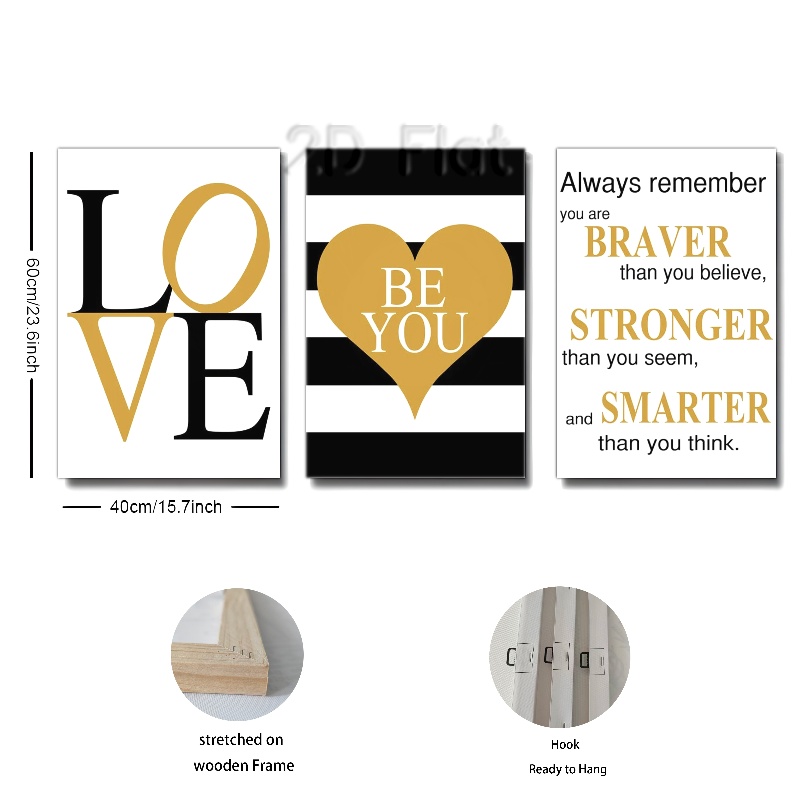 2D Flat
LOVE
BE
YOU
Always remember
you are
BRAVER
than you believe,
STRONGER
than you seem,
and SMARTER
than you think.
60cm/23.6inch
40cm/15.7inch
stretched on
wooden Frame
Hook
Ready to Hang